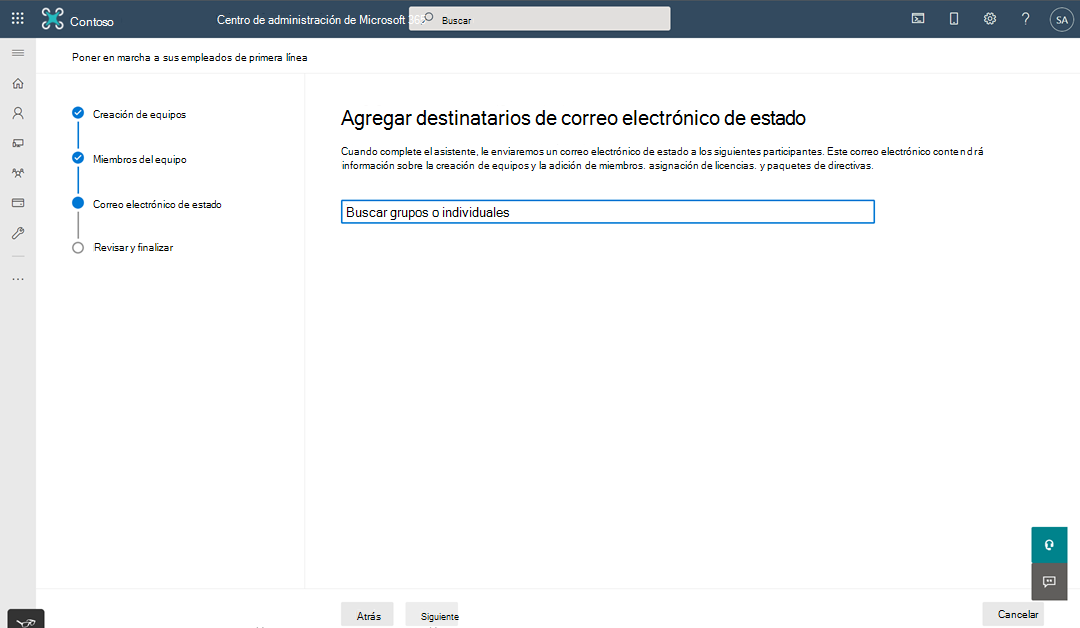 Contoso
Centro de administración de Microsoft 365
Buscar
SA
Poner en marcha a sus empleados de primera línea
Creación de equipos
Miembros del equipo
Correo electrónico de estado
Revisar y finalizar
Agregar destinatarios de correo electrónico de estado
Cuando complete el asistente, le enviaremos un correo electrónico de estado a los siguientes participantes. Este correo electrónico contendrá
información sobre la creación de equipos y la adición de miembros. asignación de licencias. y paquetes de directivas.
Buscar grupos o individuales
Atrás
Siguiente
Cancelar